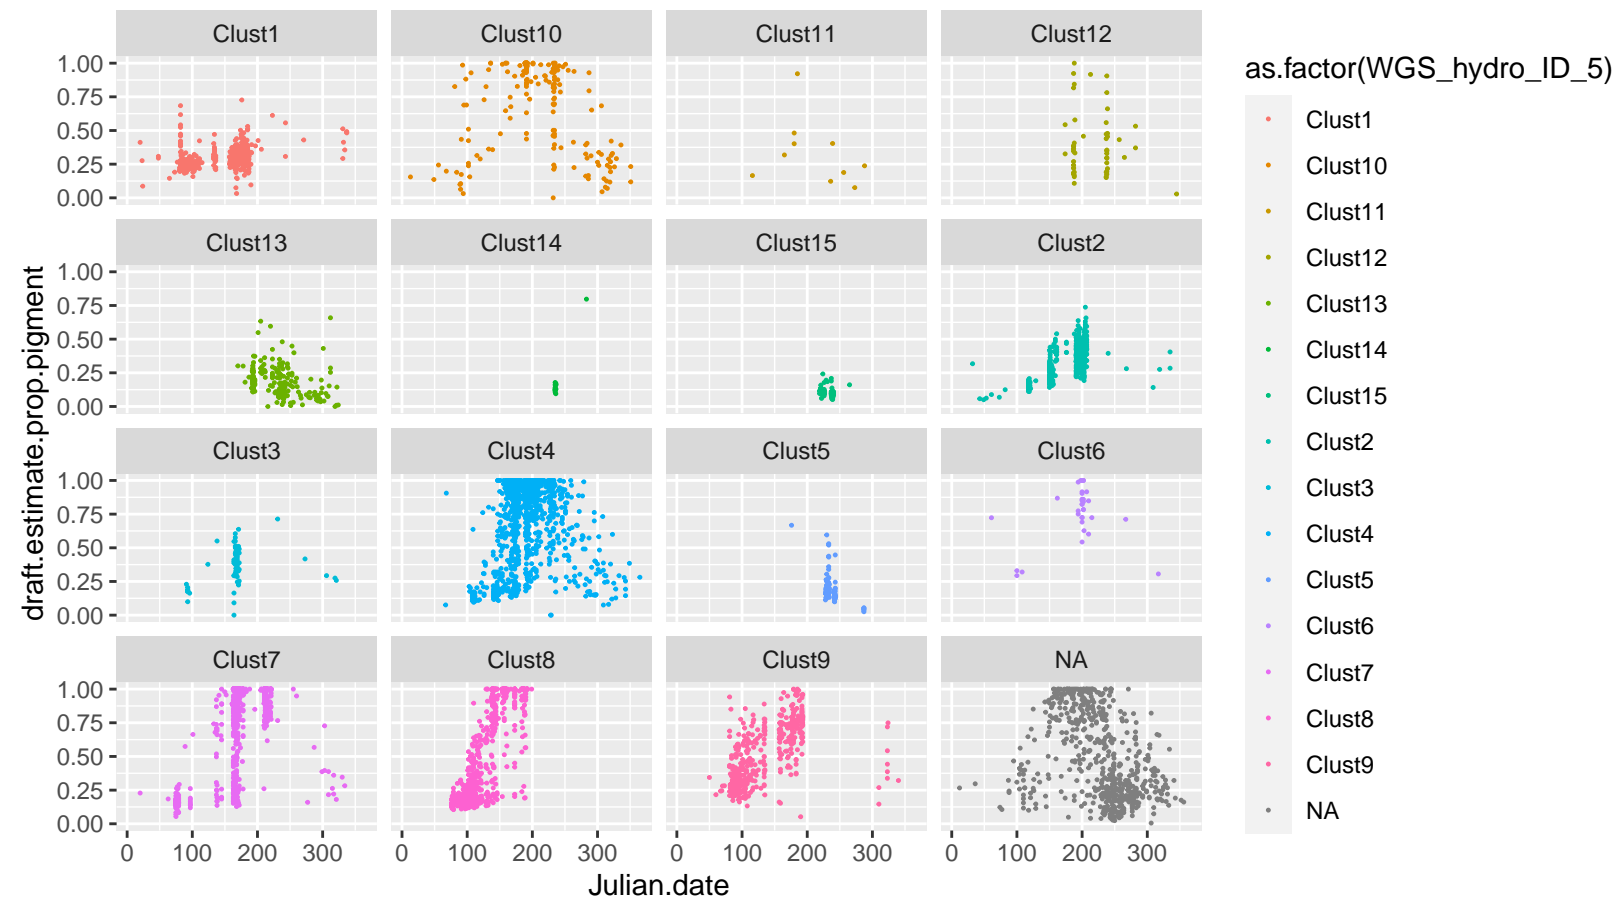 Clust1 Clust10 Clust11 Clust12
1.00
0.75
0.50
0.25
0.00
Clust13 Clust14 Clust15 Clust2
1.00
0.75
0.50
0.25
0.00
Clust3 Clust4 Clust5 Clust6
1.00
0.75
0.50
0.25
0.00
Clust7 Clust8 Clust9 NA
1.00
0.75
0.50
0.25
0.00
0 100 200 300 0 100 200 300 0 100 200 300 0 100 200 300
Julian.date
draft.estimate.prop.pigment
as.factor(WGS_hydro_ID_5)
Clust1
Clust10
Clust11
Clust12
Clust13
Clust14
Clust15
Clust2
Clust3
Clust4
Clust5
Clust6
Clust7
Clust8
Clust9
NA